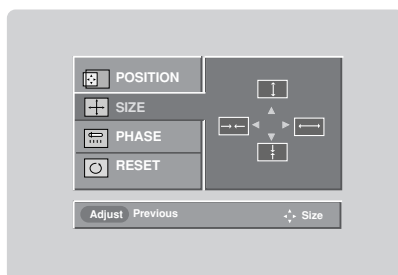 POSITION
SIZE
PHASE
RESET
Adjust Previous Size